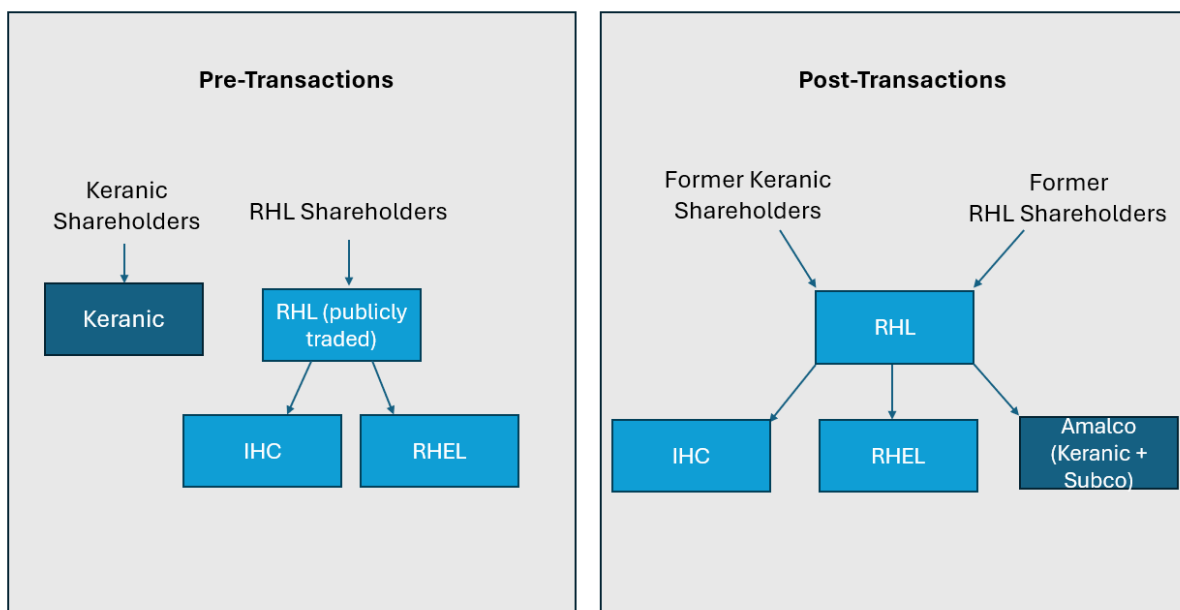 Pre-Transactions
Keranic
Shareholders
RHL Shareholders
Keranic
RHL (publicly
traded)
IHC
RHEL
Post-Transactions
Former Keranic
Shareholders
Former
RHL Shareholders
RHL
IHC
RHEL
Amalco
(Keranic +
Subco)